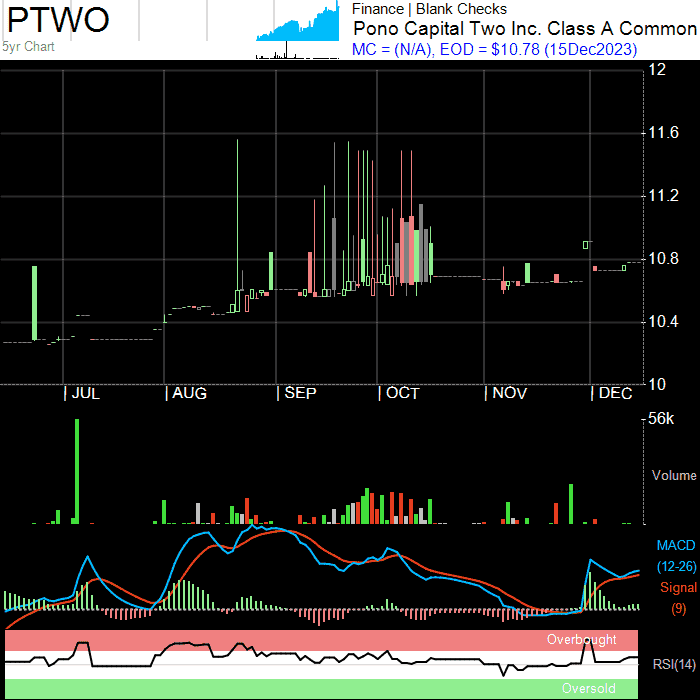 PTWO
5yr Chart
Finance | Blank Checks
Pono Capital Two Inc. Class A Common
MC = (N/A), EOD = $10.78 (15Dec2023)
12
11.6
11.2
10.8
10.4
10
| JUL | AUG | SEP | OCT | NOV | DEC
56k
Volume
MACD
(12-26)
Signal
(9)
Overbought
RSI(14)
Oversold